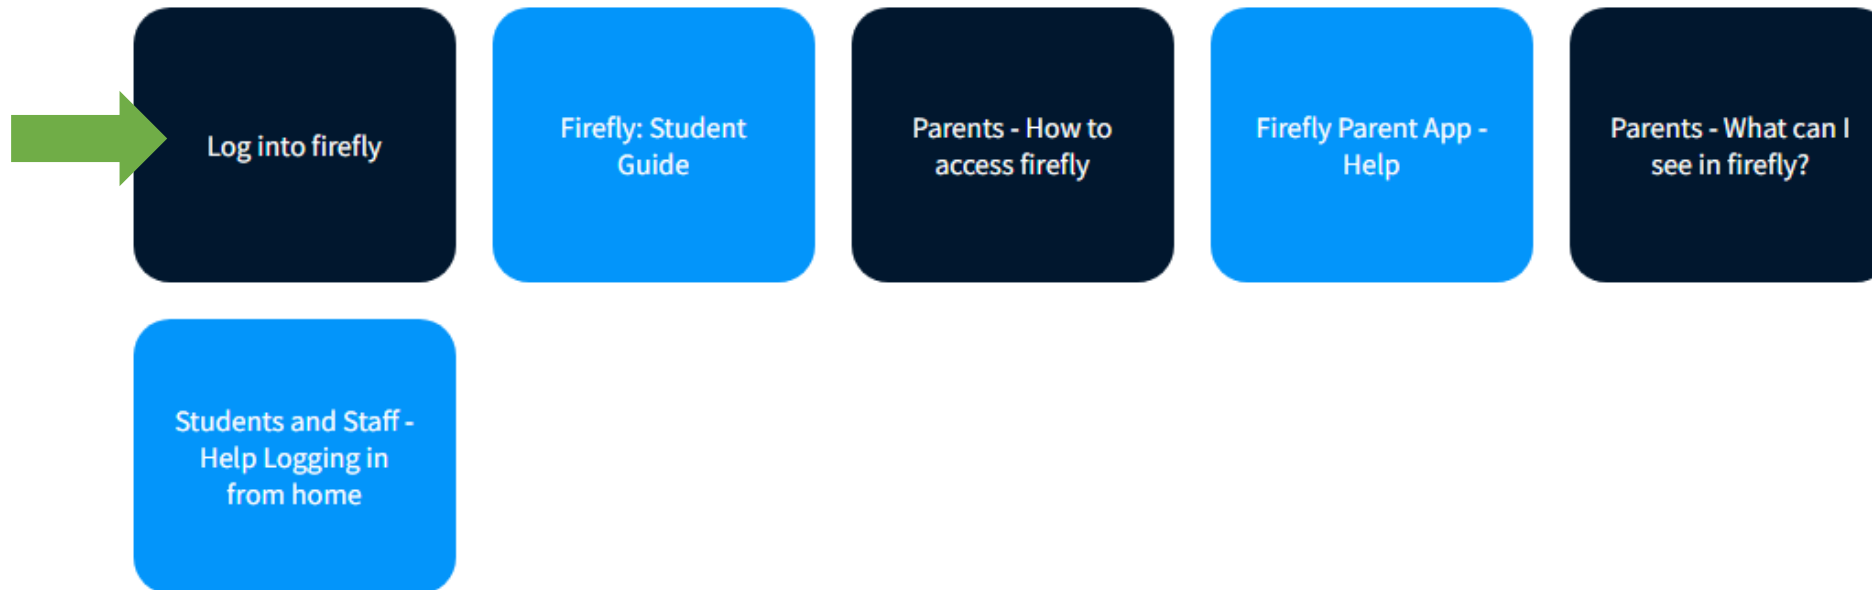 Log into firefly
Firefly: Student
Guide
Parents - How to
access firefly
Firefly Parent App -
Help
Parents - What can I
see in firefly?
Students and Staff -
Help Logging in
from home